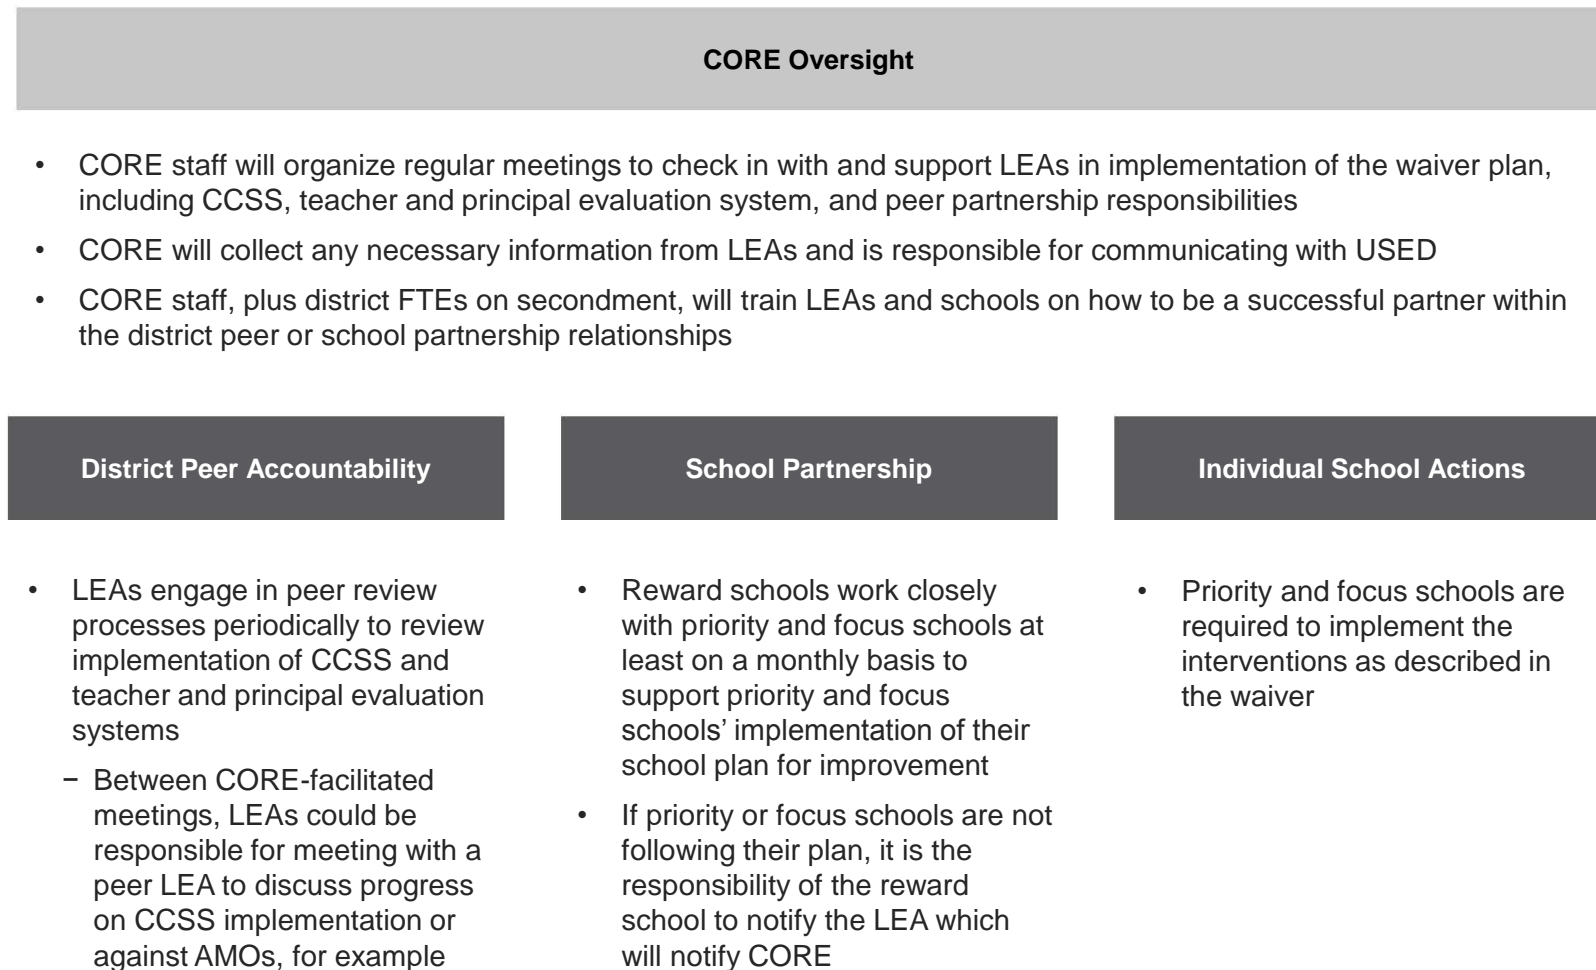 CORE Oversight
• CORE staff will organize regular meetings to check in with and support LEAs in implementation of the waiver plan,
including CCSS, teacher and principal evaluation system, and peer partnership responsibilities
• CORE will collect any necessary information from LEAs and is responsible for communicating with USED
• CORE staff, plus district FTEs on secondment, will train LEAs and schools on how to be a successful partner within
the district peer or school partnership relationships
District Peer Accountability
• LEAs engage in peer review
processes periodically to review
implementation of CCSS and
teacher and principal evaluation
systems
− Between CORE-facilitated
meetings, LEAs could be
responsible for meeting with a
peer LEA to discuss progress
on CCSS implementation or
against AMOs, for example
School Partnership
• Reward schools work closely
with priority and focus schools at
least on a monthly basis to
support priority and focus
schools’ implementation of their
school plan for improvement
• If priority or focus schools are not
following their plan, it is the
responsibility of the reward
school to notify the LEA which
will notify CORE
Individual School Actions
• Priority and focus schools are
required to implement the
interventions as described in
the waiver